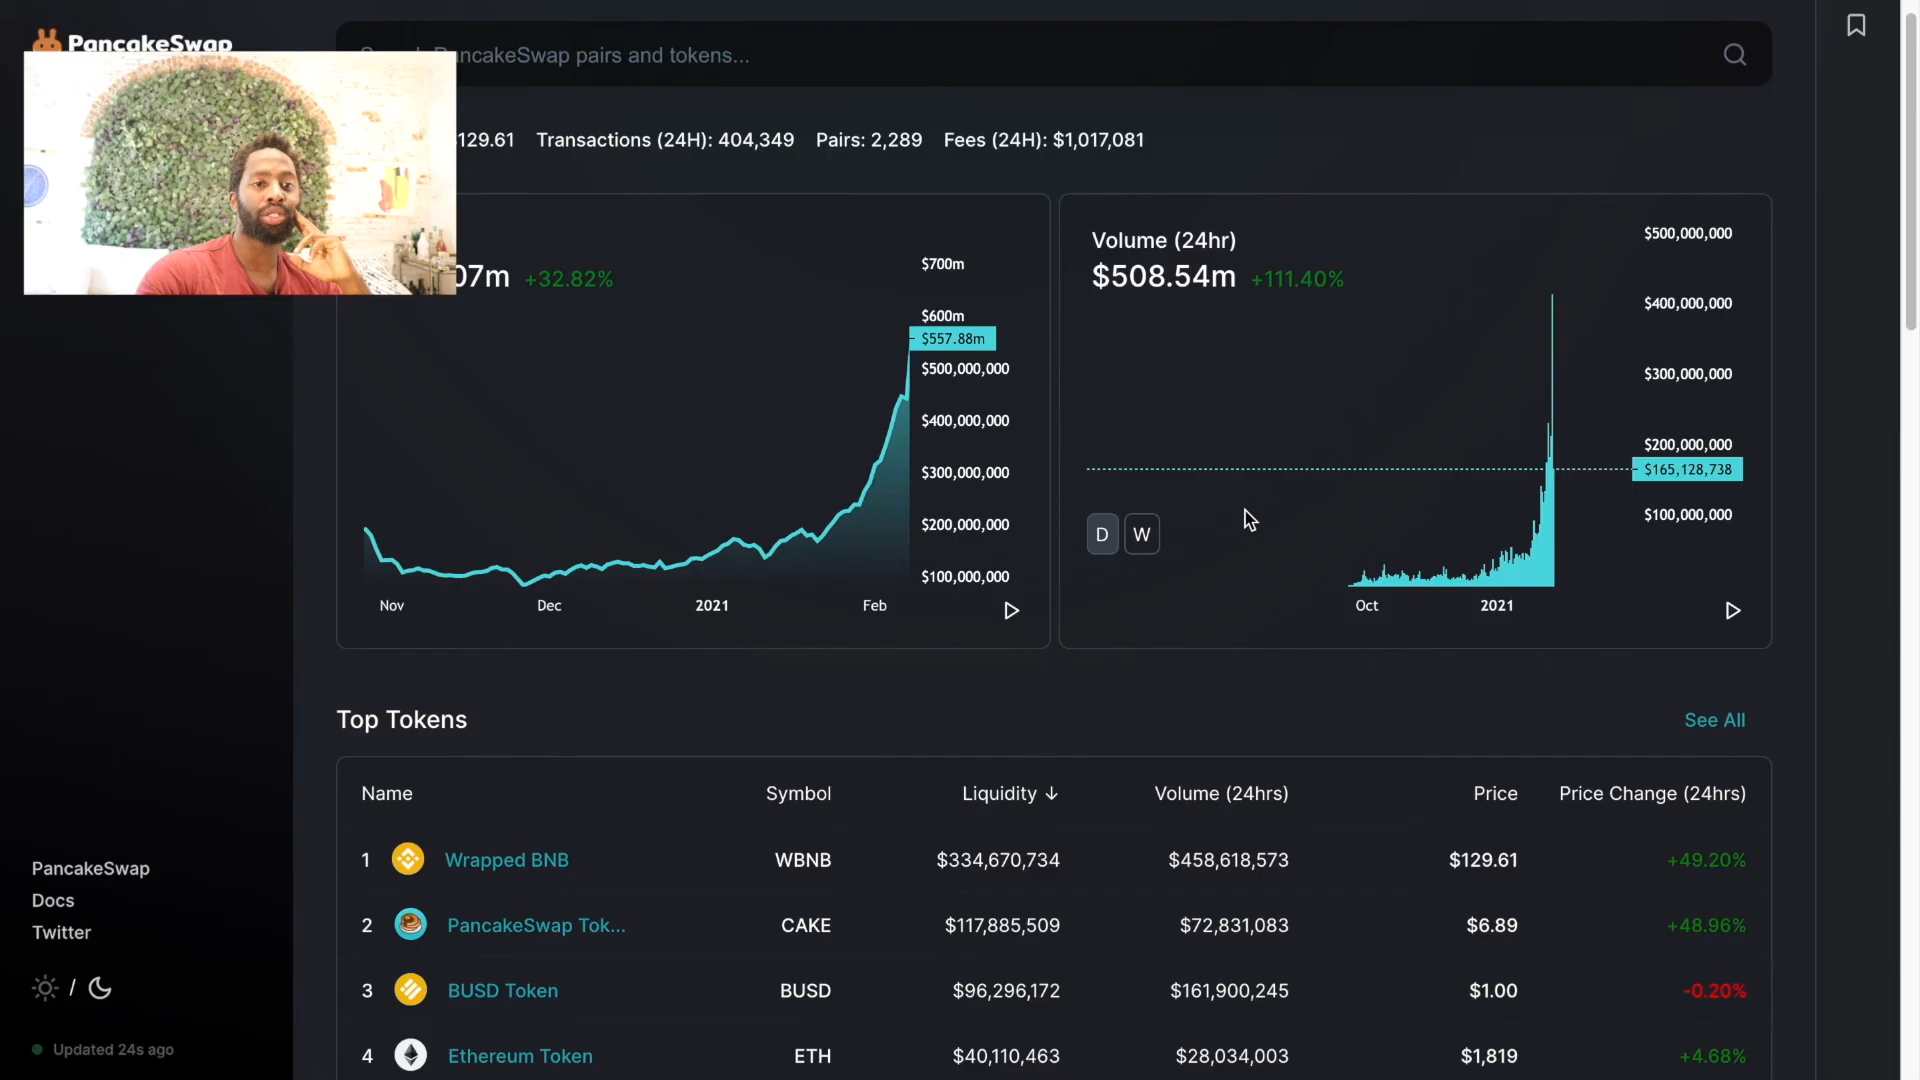 PancakeSwap
PancakeSwap pairs and tokens...
129.61 Transactions (24H): 404,349 Pairs: 2,289 Fees (24H): $1,017,081
07m +32.82%
$700m
$600m
$557.88m
$500,000,000
$400,000,000
$300,000,000
$200,000,000
$100,000,000
Nov Dec 2021 Feb
Volume (24hr)
$508.54m +111.40%
$500,000,000
$400,000,000
$300,000,000
$200,000,000
$165,128,738
$100,000,000
D W
Oct 2021
Top Tokens
See All
Name Symbol Liquidity ↓ Volume (24hrs) Price Price Change (24hrs)
1 Wrapped BNB WBNB $334,670,734 $458,618,573 $129.61 +49.20%
2 PancakeSwap Tok... CAKE $117,885,509 $72,831,083 $6.89 +48.96%
3 BUSD Token BUSD $96,296,172 $161,900,245 $1.00 -0.20%
4 Ethereum Token ETH $40,110,463 $28,034,003 $1,819 +4.68%
PancakeSwap
Docs
Twitter
/
Updated 24s ago